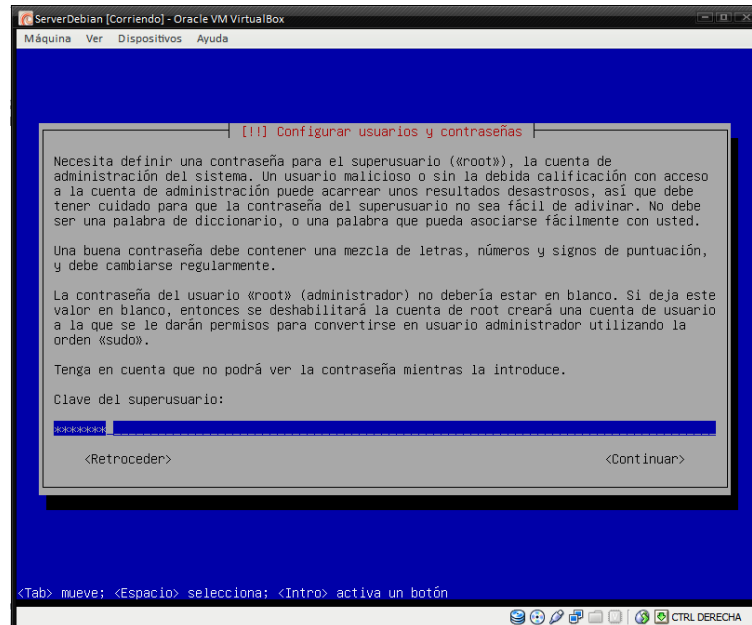 ServerDebian [Corriendo] - Oracle VM VirtualBox
Máquina Ver Dispositivos Ayuda
[!!] Configurar usuarios y contraseñas
Necesita definir una contraseña para el superusuario («root»), la cuenta de
administración del sistema. Un usuario malicioso o sin la debida calificación con acceso
a la cuenta de administración puede acarrear unos resultados desastrosos, así que debe
tener cuidado para que la contraseña del superusuario no sea fácil de adivinar. No debe
ser una palabra de diccionario, o una palabra que pueda asociarse fácilmente con usted.
Una buena contraseña debe contener una mezcla de letras, números y signos de puntuación,
y debe cambiarse regularmente.
La contraseña del usuario «root» (administrador) no debería estar en blanco. Si deja este
valor en blanco, entonces se deshabilitará la cuenta de root creará una cuenta de usuario
a la que se le darán permisos para convertirse en usuario administrador utilizando la
orden «sudo».
Tenga en cuenta que no podrá ver la contraseña mientras la introduce.
Clave del superusuario:
*******
<Retroceder> <Continuar>
<Tab> mueve; <Espacio> selecciona; <Intro> activa un botón
CTRL DERECHA